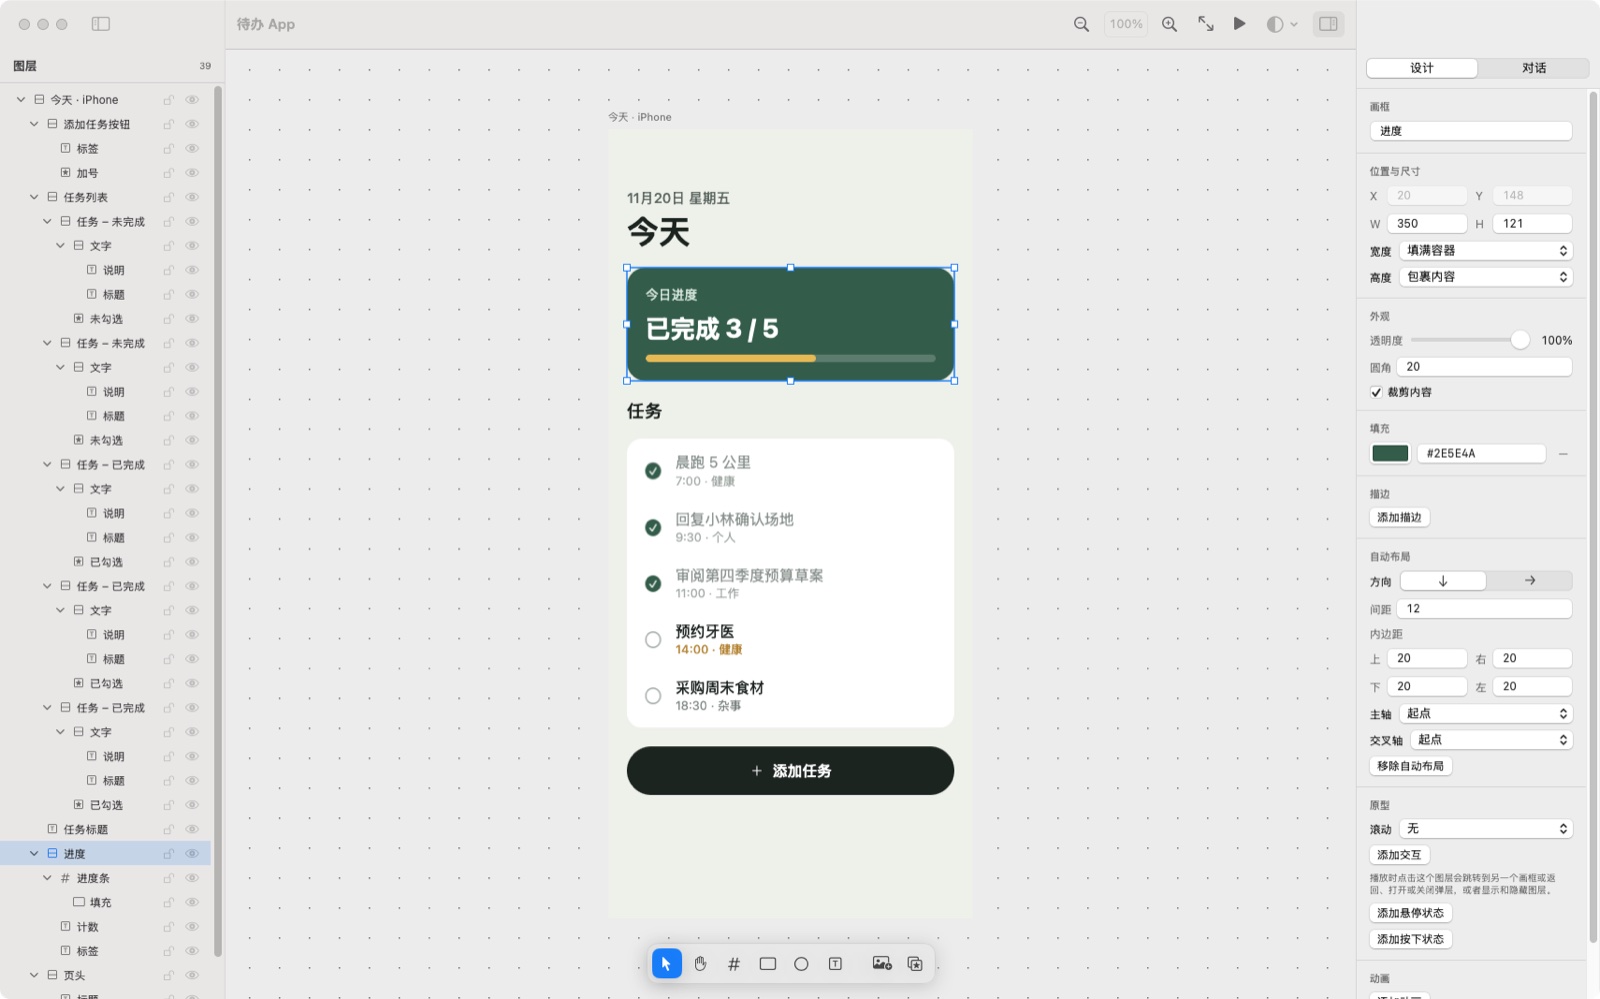 待办 App
100%
图层
39
今天 · iPhone
添加任务按钮
标签
加号
任务列表
任务 – 未完成
文字
说明
标题
未勾选
任务 – 未完成
文字
说明
标题
未勾选
任务 – 已完成
文字
说明
标题
已勾选
任务 – 已完成
文字
说明
标题
已勾选
任务 – 已完成
文字
说明
标题
已勾选
任务标题
进度
进度条
填充
计数
标签
页头
标题
今天 · iPhone
11月20日 星期五
今天
今日进度
已完成 3 / 5
任务
晨跑 5 公里
7:00 · 健康
回复小林确认场地
9:30 · 个人
审阅第四季度预算草案
11:00 · 工作
预约牙医
14:00 · 健康
采购周末食材
18:30 · 杂事
+ 添加任务
设计 对话
画框
进度
位置与尺寸
X 20 Y 148
W 350 H 121
宽度 填满容器
高度 包裹内容
外观
透明度 100%
圆角 20
裁剪内容
填充
#2E5E4A
描边
添加描边
自动布局
方向 ↓ →
间距 12
内边距
上 20 右 20
下 20 左 20
主轴 起点
交叉轴 起点
移除自动布局
原型
滚动 无
添加交互
播放时点击这个图层会跳转到另一个画框或返
回、打开或关闭弹层，或者显示和隐藏图层。
添加悬停状态
添加按下状态
动画